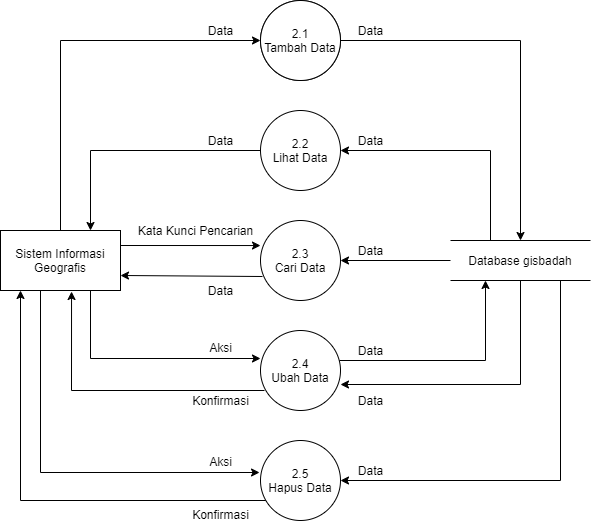 Data
2.1
Tambah Data
Data
Data
2.2
Lihat Data
Data
Kata Kunci Pencarian
Sistem Informasi
Geografis
2.3
Cari Data
Data
Database gisbadah
Data
Aksi
2.4
Ubah Data
Data
Konfirmasi
Data
Aksi
2.5
Hapus Data
Data
Konfirmasi